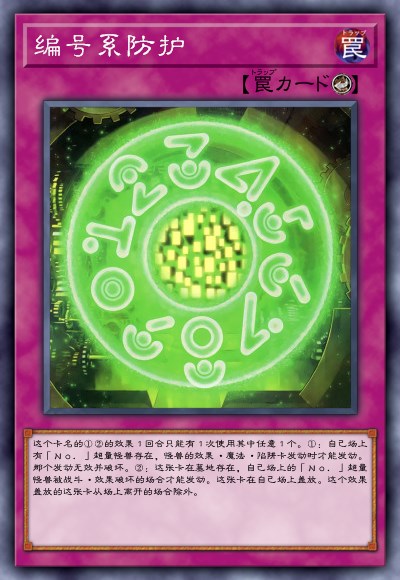 编号系防护
トラップ
罠
トラップ
【罠カード】
这个卡名的①②的效果1回合只能有1次使用其中任意1个。①:自己场上
有「No.」超量怪兽存在,怪兽的效果·魔法·陷阱卡发动时才能发动。
那个发动无效并破坏。②:这张卡在墓地存在,自己场上的「No.」超量
怪兽被战斗·效果破坏的场合才能发动。这张卡在自己场上盖放。这个效果
盖放的这张卡从场上离开的场合除外。